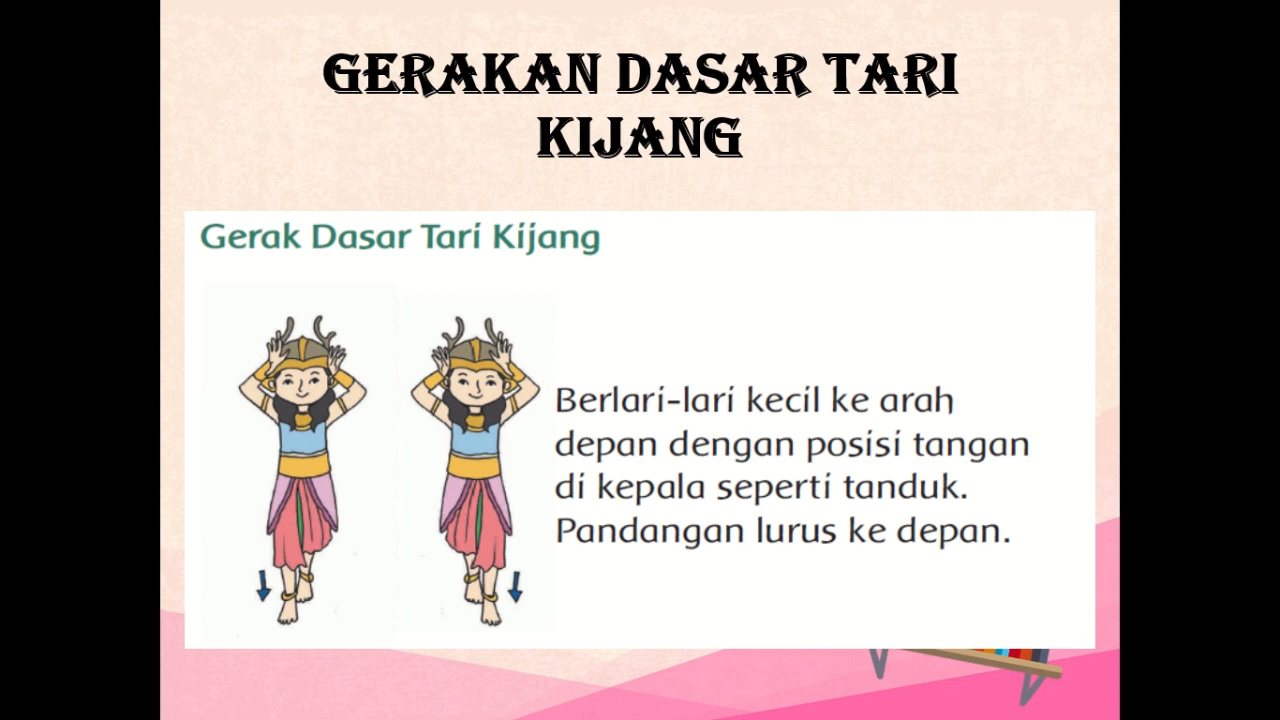 GERAKAN DASAR TARI
KIJANG
Gerak Dasar Tari Kijang
Berlari-lari kecil ke arah
depan dengan posisi tangan
di kepala seperti tanduk.
Pandangan lurus ke depan.